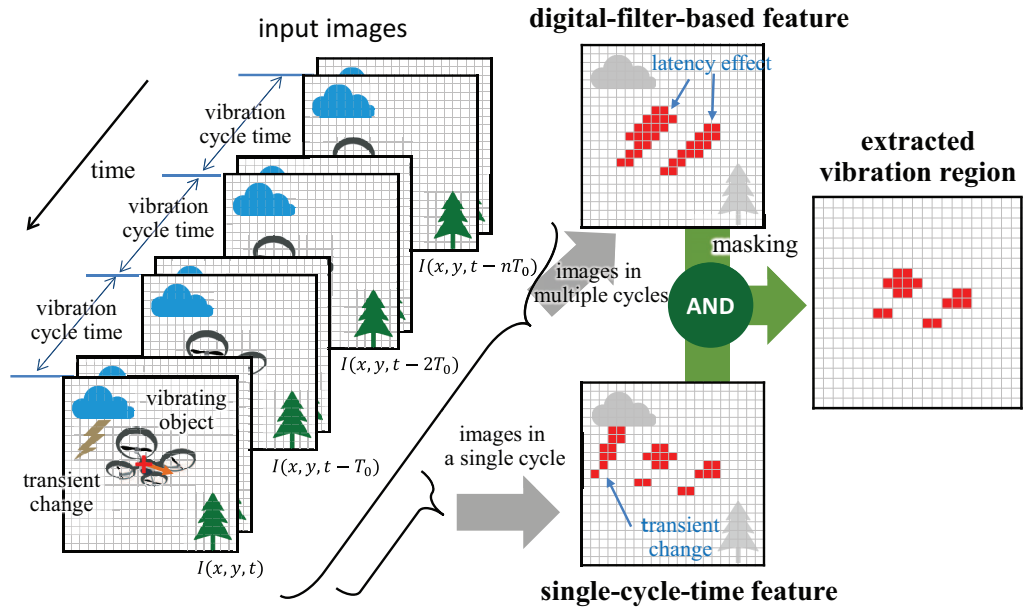 input images
time
vibration
cycle time
vibration
cycle time
vibration
cycle time
I(x, y, t − nT₀)
I(x, y, t − 2T₀)
I(x, y, t − T₀)
I(x, y, t)
vibrating
object
transient
change
images in
multiple cycles
images in
a single cycle
digital-filter-based feature
latency effect
masking
AND
transient
change
single-cycle-time feature
extracted
vibration region